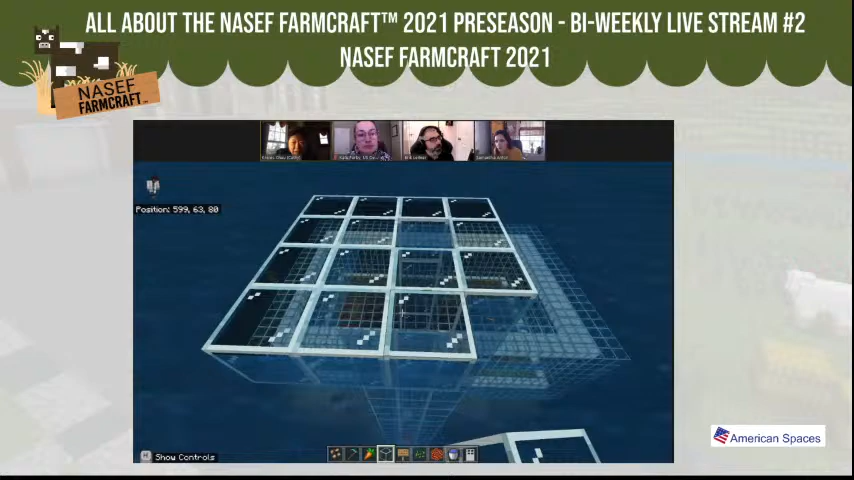 ALL ABOUT THE NASEF FARMCRAFT™ 2021 PRESEASON - BI-WEEKLY LIVE STREAM #2
NASEF FARMCRAFT 2021
NASEF
FARMCRAFT
Position: 599, 63, 80
H Show Controls
American Spaces